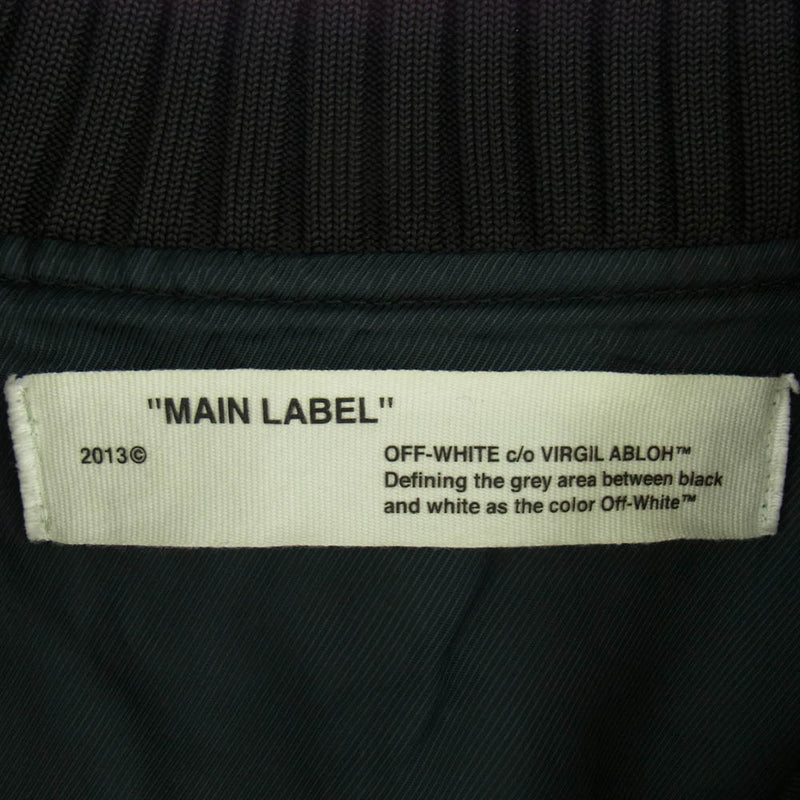 "MAIN LABEL"
2013©
OFF-WHITE c/o VIRGIL ABLOH™
Defining the grey area between black
and white as the color Off-White™